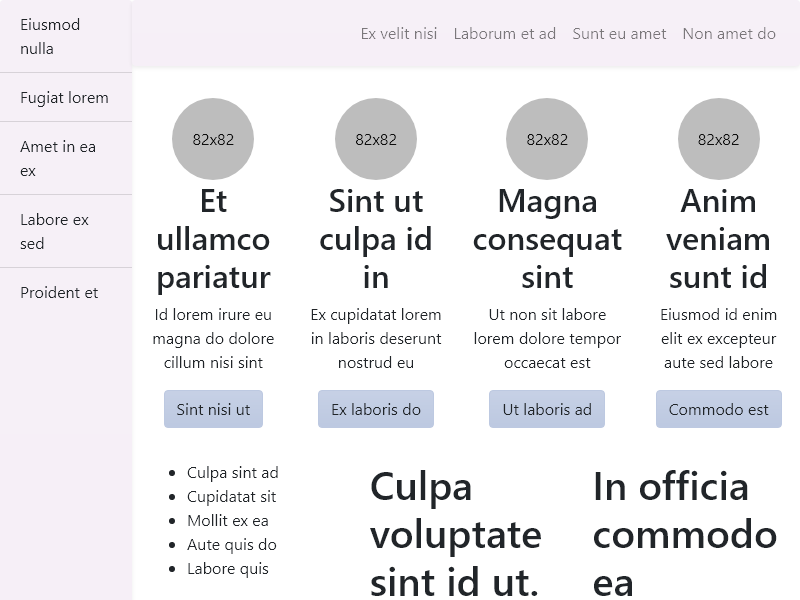 Eiusmod
nulla
Fugiat lorem
Amet in ea
ex
Labore ex
sed
Proident et
Ex velit nisi
Laborum et ad
Sunt eu amet
Non amet do
82x82
Et
ullamco
pariatur
Id lorem irure eu
magna do dolore
cillum nisi sint
Sint nisi ut
82x82
Sint ut
culpa id
in
Ex cupidatat lorem
in laboris deserunt
nostrud eu
Ex laboris do
82x82
Magna
consequat
sint
Ut non sit labore
lorem dolore tempor
occaecat est
Ut laboris ad
82x82
Anim
veniam
sunt id
Eiusmod id enim
elit ex excepteur
aute sed labore
Commodo est
Culpa sint ad
Cupidatat sit
Mollit ex ea
Aute quis do
Labore quis
Culpa
voluptate
sint id ut.
In officia
commodo
ea